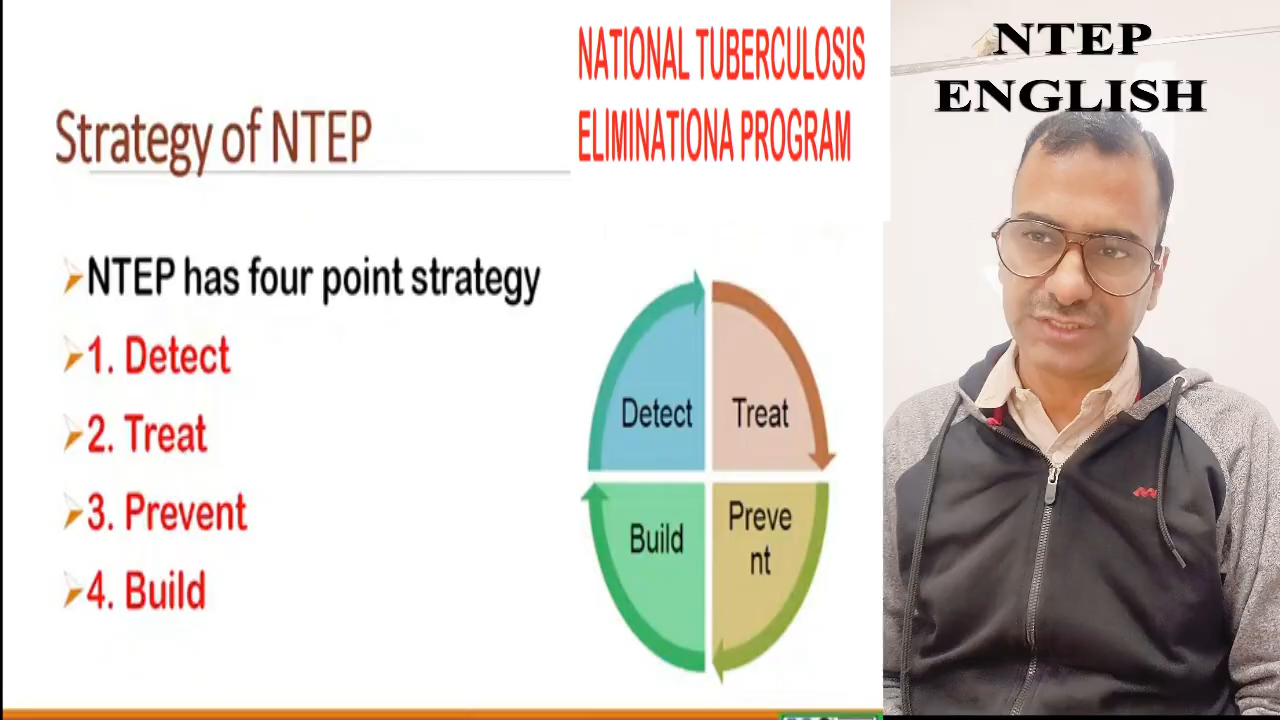 NATIONAL TUBERCULOSIS
ELIMINATIONA PROGRAM
NTEP
ENGLISH
Strategy of NTEP
NTEP has four point strategy
1. Detect
2. Treat
3. Prevent
4. Build
Detect
Treat
Build
Preve
nt